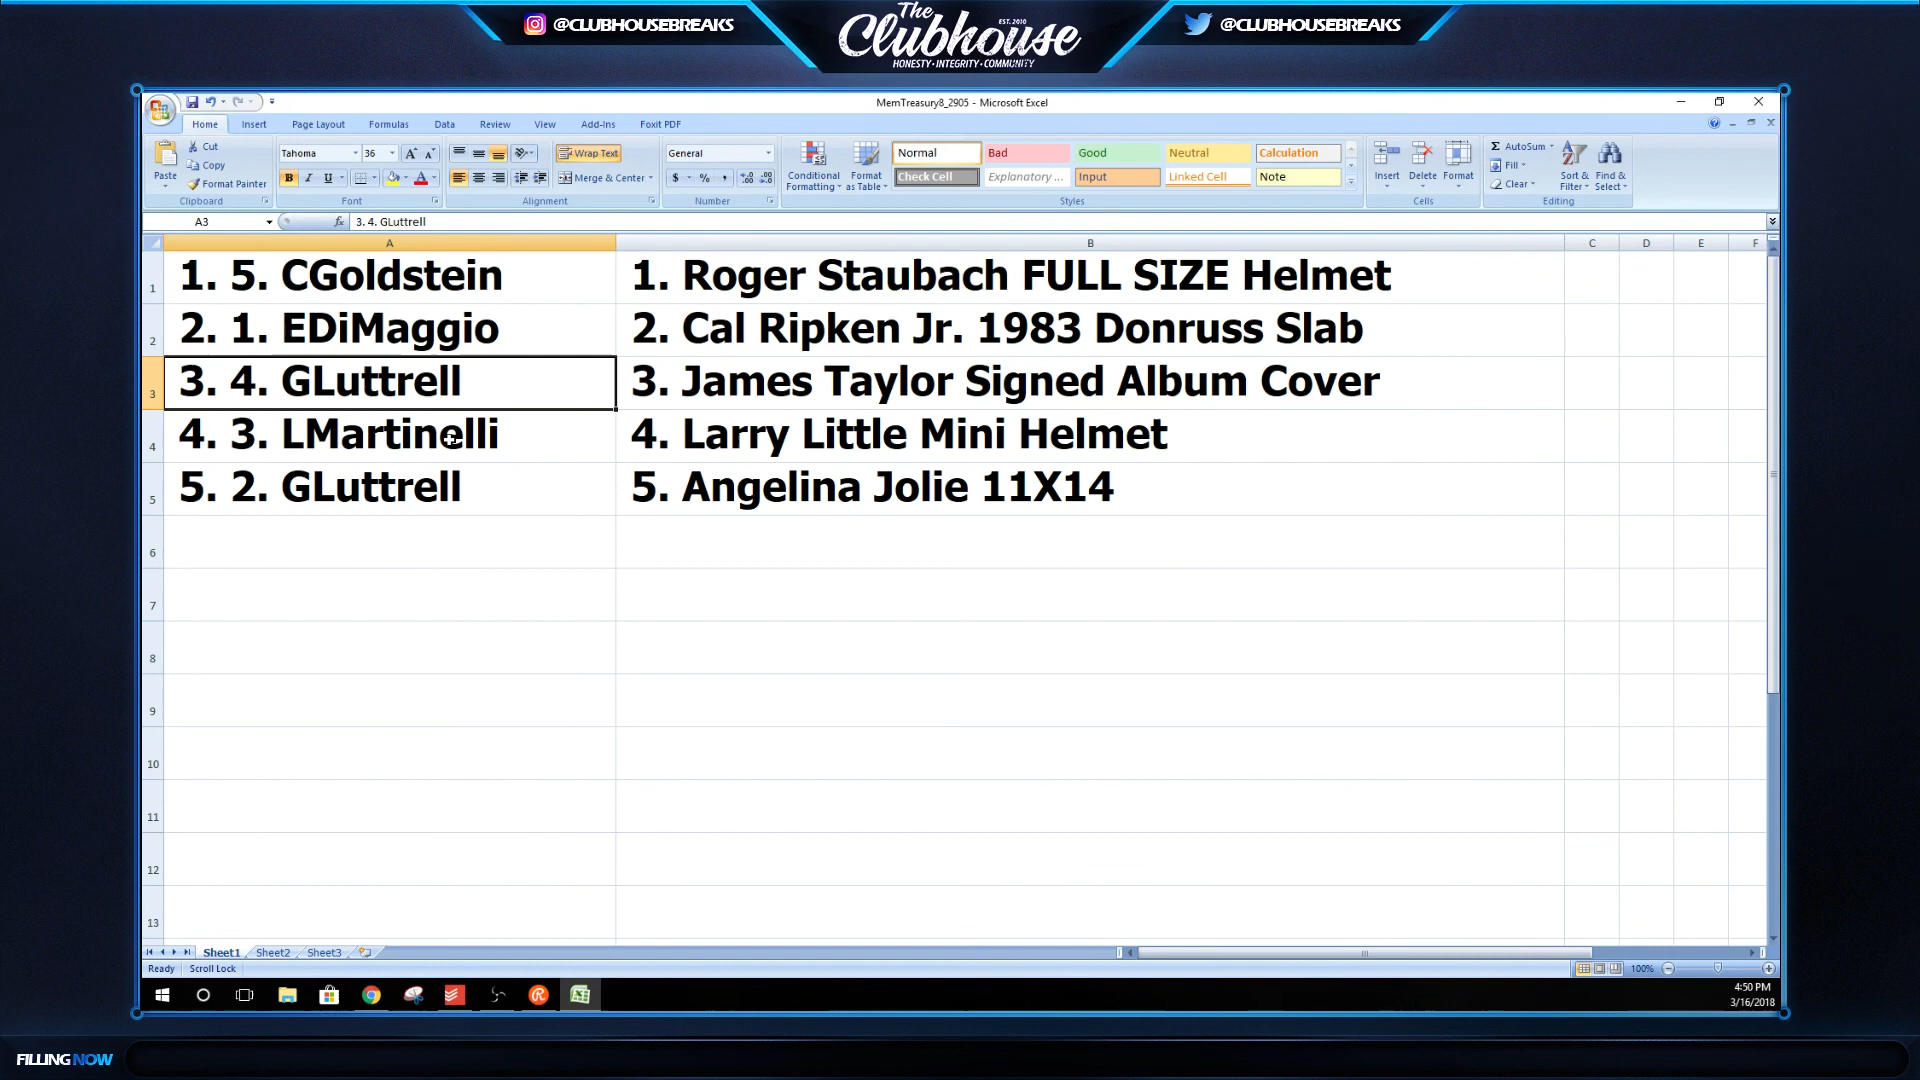 @CLUBHOUSEBREAKS
The Clubhouse
EST. 2010
HONESTY • INTEGRITY • COMMUNITY
@CLUBHOUSEBREAKS
MemTreasury8_2905 - Microsoft Excel
Home Insert Page Layout Formulas Data Review View Add-Ins Foxit PDF
Paste
Cut
Copy
Format Painter
Clipboard
Tahoma 36
B I U
Font
Wrap Text
Merge & Center
Alignment
General
$ % ,
Number
Conditional Formatting
Format as Table
Normal Bad Good Neutral Calculation
Check Cell Explanatory ... Input Linked Cell Note
Styles
Insert Delete Format
Cells
AutoSum
Fill
Clear
Sort & Filter
Find & Select
Editing
A3 fx 3. 4. GLuttrell
A B C D E F
1 1. 5. CGoldstein 1. Roger Staubach FULL SIZE Helmet
2 2. 1. EDiMaggio 2. Cal Ripken Jr. 1983 Donruss Slab
3 3. 4. GLuttrell 3. James Taylor Signed Album Cover
4 4. 3. LMartinelli 4. Larry Little Mini Helmet
5 5. 2. GLuttrell 5. Angelina Jolie 11X14
6
7
8
9
10
11
12
13
Sheet1 Sheet2 Sheet3
Ready Scroll Lock 100%
4:50 PM
3/16/2018
FILLING NOW